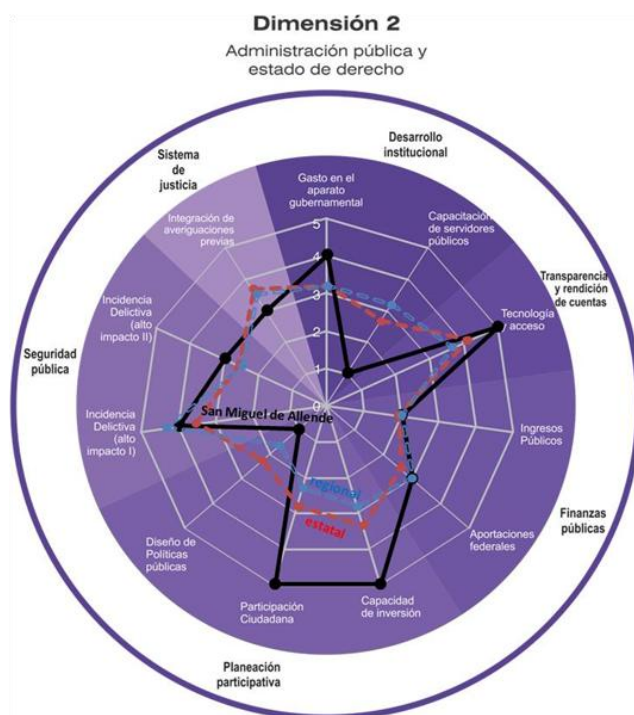 Dimensión 2
Administración pública y
estado de derecho
Desarrollo
institucional
Sistema
de
justicia
Gasto en el
aparato
gubernamental
Integración de
averiguaciones
previas
Capacitación
de servidores
públicos
Transparencia
y rendición
de cuentas
Tecnología
y acceso
Incidencia
Delictiva (alto
impacto II)
Seguridad
pública
5
4
3
2
1
0
San Miguel de Allende
Incidencia
Delictiva
(alto
impacto I)
Ingresos
Públicos
regional
estatal
Finanzas
públicas
Aportaciones
federales
Diseño de
Políticas
públicas
Participación
Ciudadana
Capacidad
de inversión
Planeación
participativa